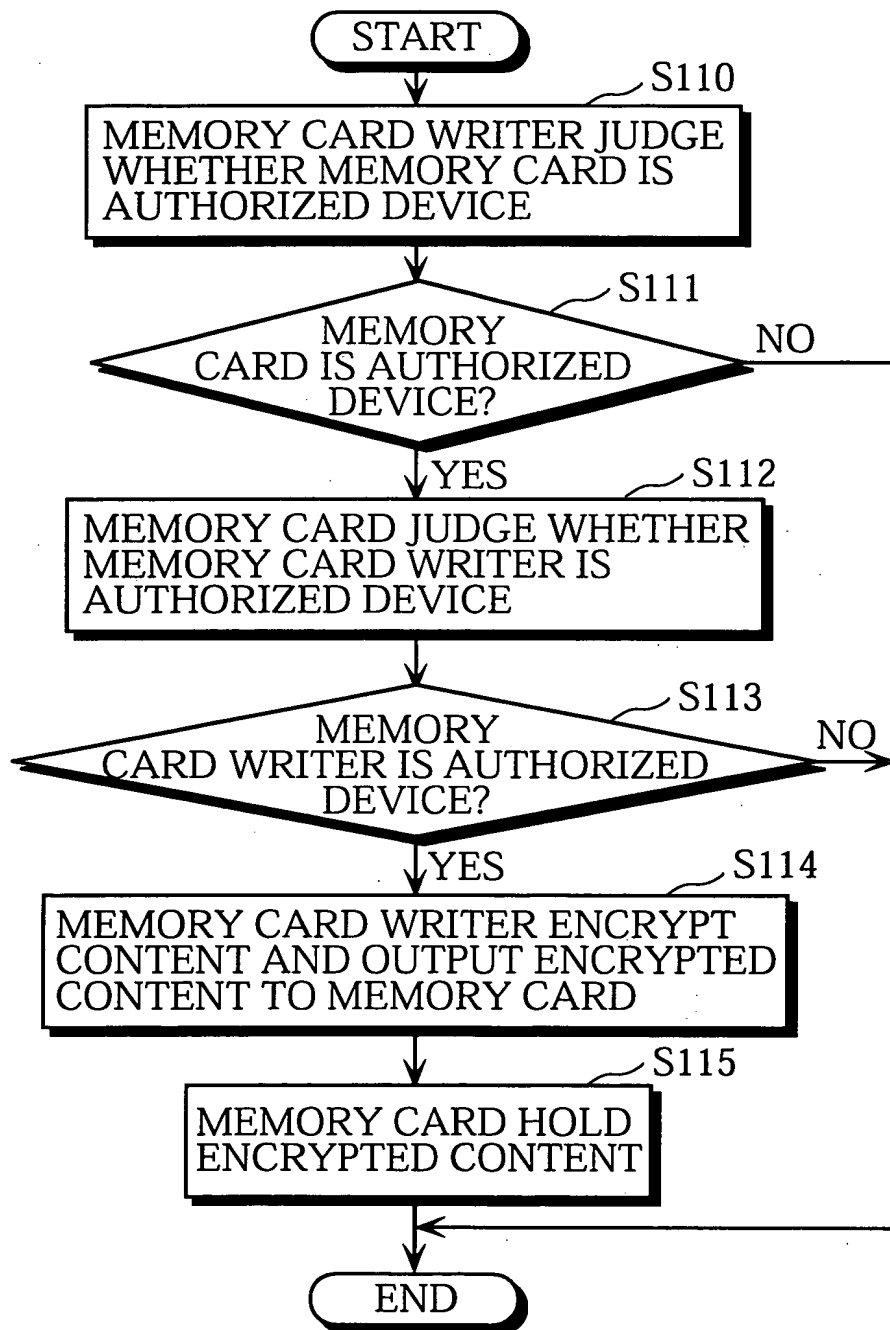 START
S110
MEMORY CARD WRITER JUDGE
WHETHER MEMORY CARD IS
AUTHORIZED DEVICE
S111
MEMORY
CARD IS AUTHORIZED
DEVICE?
NO
YES
S112
MEMORY CARD JUDGE WHETHER
MEMORY CARD WRITER IS
AUTHORIZED DEVICE
S113
MEMORY
CARD WRITER IS AUTHORIZED
DEVICE?
NO
YES
S114
MEMORY CARD WRITER ENCRYPT
CONTENT AND OUTPUT ENCRYPTED
CONTENT TO MEMORY CARD
S115
MEMORY CARD HOLD
ENCRYPTED CONTENT
END